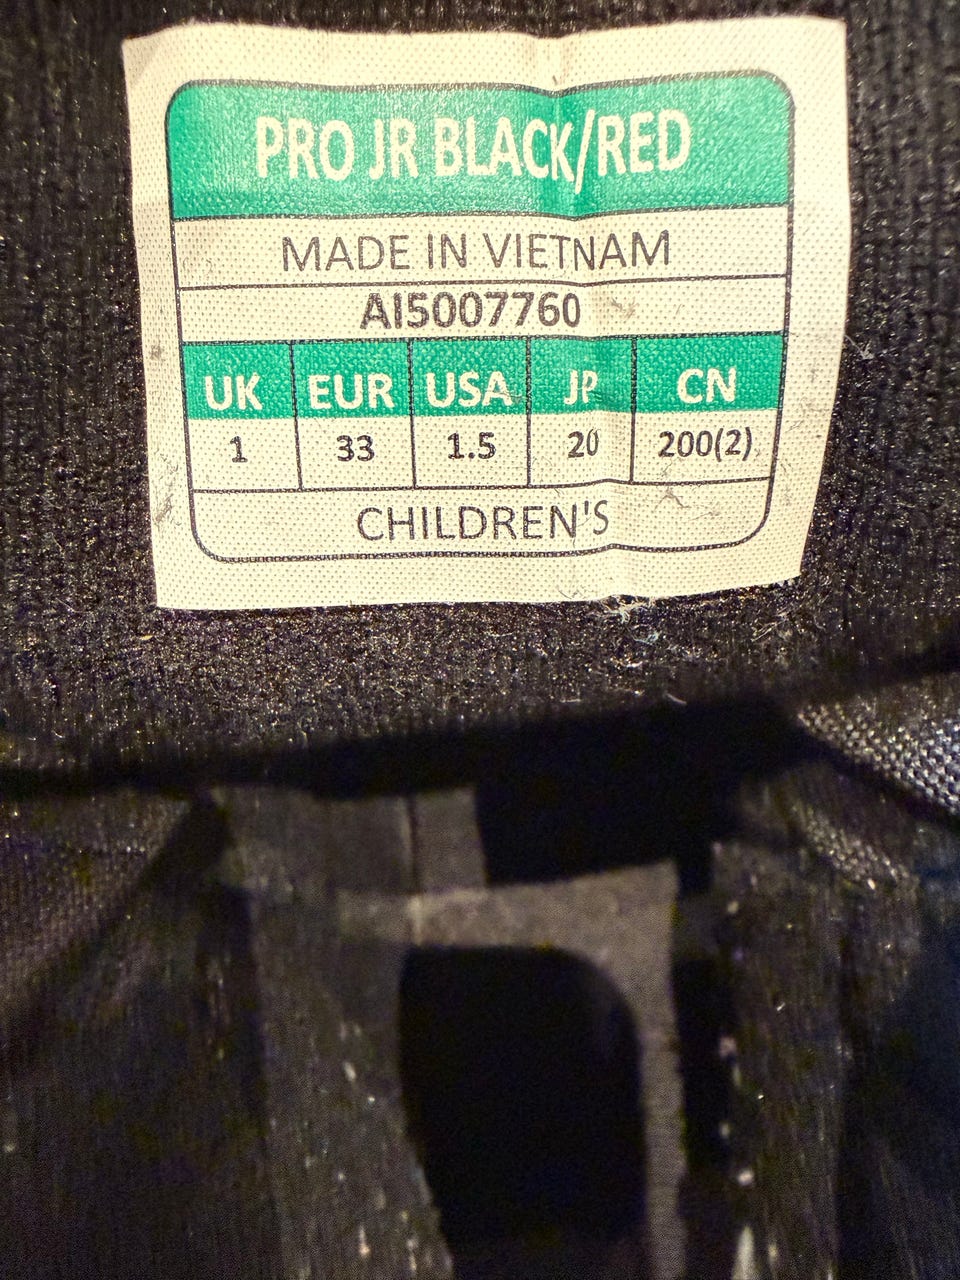 PRO JR BLACK/RED
MADE IN VIETNAM
AI5007760
UK EUR USA JP CN
1 33 1.5 20 200(2)
CHILDREN'S